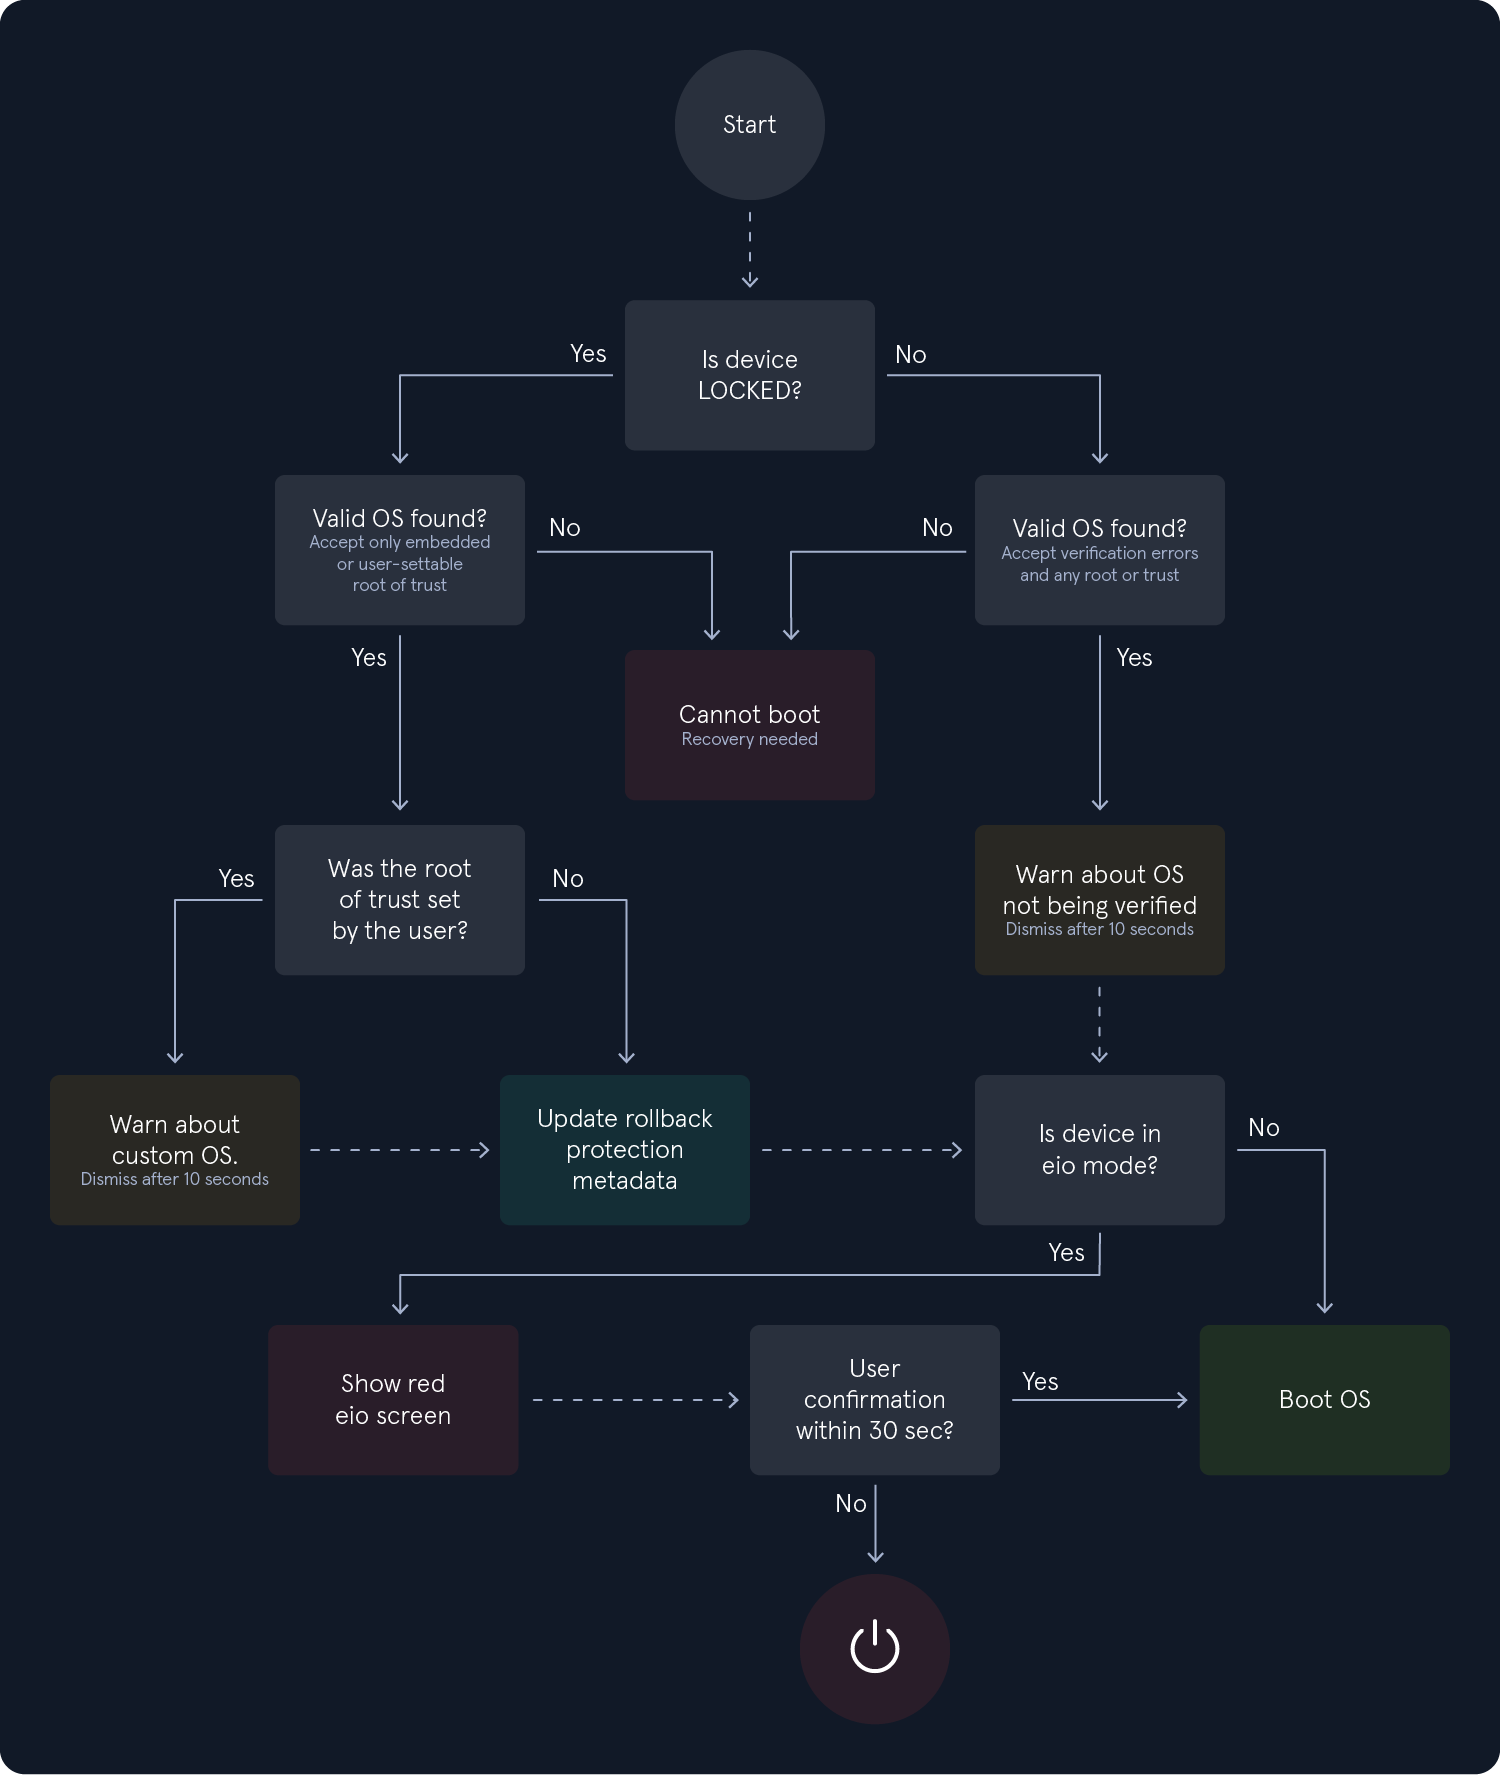 Start
Yes
No
Is device
LOCKED?
Valid OS found?
Accept only embedded
or user-settable
root of trust
No
No
Valid OS found?
Accept verification errors
and any root or trust
Yes
Yes
Cannot boot
Recovery needed
Yes
Was the root
of trust set
by the user?
No
Warn about OS
not being verified
Dismiss after 10 seconds
Warn about
custom OS.
Dismiss after 10 seconds
Update rollback
protection
metadata
Is device in
eio mode?
No
Yes
Show red
eio screen
User
confirmation
within 30 sec?
Yes
Boot OS
No